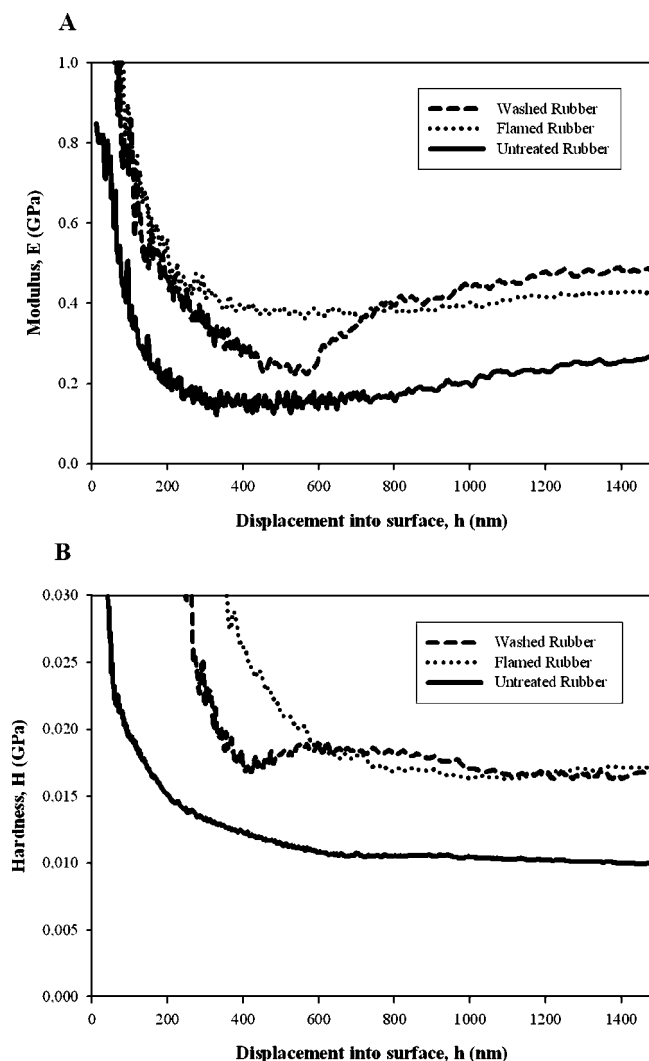 A
1.0
0.8
0.6
0.4
0.2
0.0
Modulus, E (GPa)
Washed Rubber
Flamed Rubber
Untreated Rubber
0 200 400 600 800 1000 1200 1400
Displacement into surface, h (nm)
B
0.030
0.025
0.020
0.015
0.010
0.005
0.000
Hardness, H (GPa)
Washed Rubber
Flamed Rubber
Untreated Rubber
0 200 400 600 800 1000 1200 1400
Displacement into surface, h (nm)